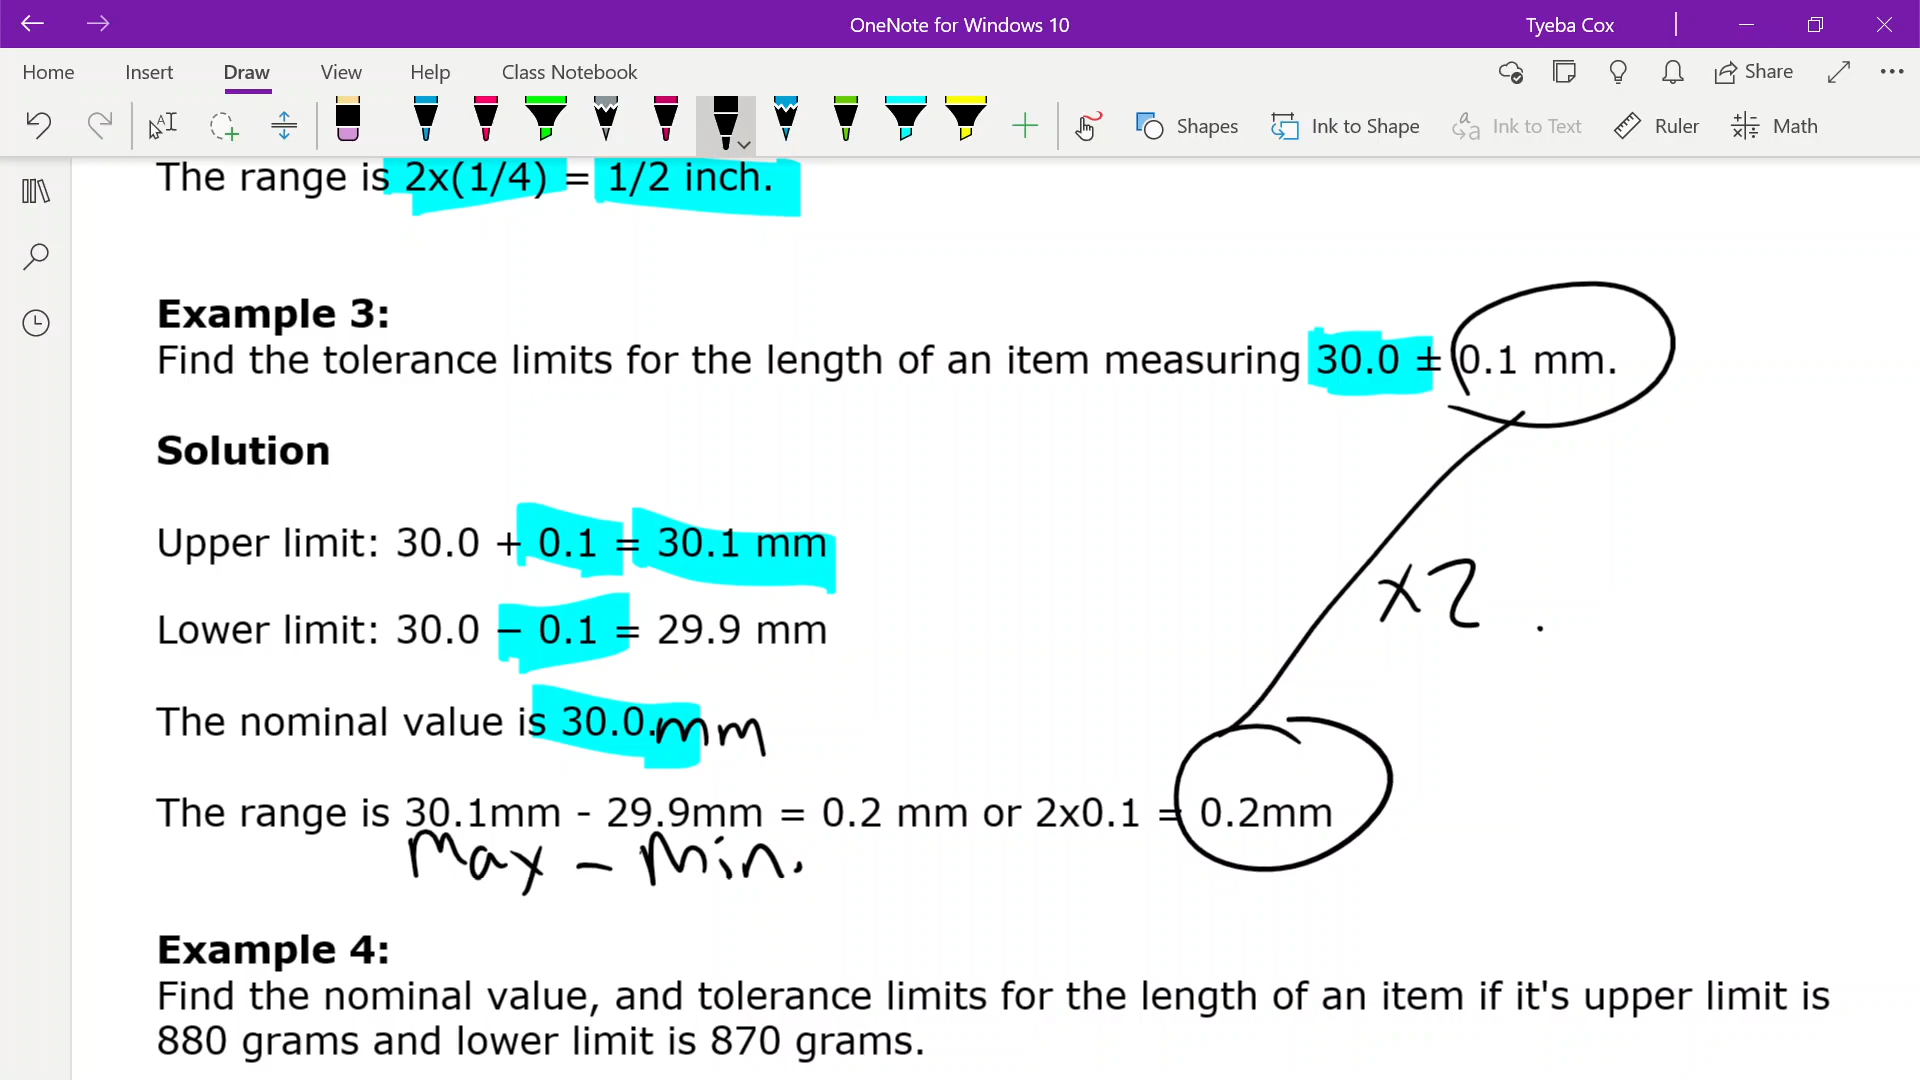 OneNote for Windows 10
Tyeba Cox
Home Insert Draw View Help Class Notebook Share
Shapes Ink to Shape Ink to Text Ruler Math
The range is 2x(1/4) = 1/2 inch.
Example 3:
Find the tolerance limits for the length of an item measuring 30.0 ± 0.1 mm.
Solution
Upper limit: 30.0 + 0.1 = 30.1 mm
x2
Lower limit: 30.0 − 0.1 = 29.9 mm
The nominal value is 30.0.mm
The range is 30.1mm - 29.9mm = 0.2 mm or 2x0.1 = 0.2mm
Max - Min.
Example 4:
Find the nominal value, and tolerance limits for the length of an item if it's upper limit is
880 grams and lower limit is 870 grams.